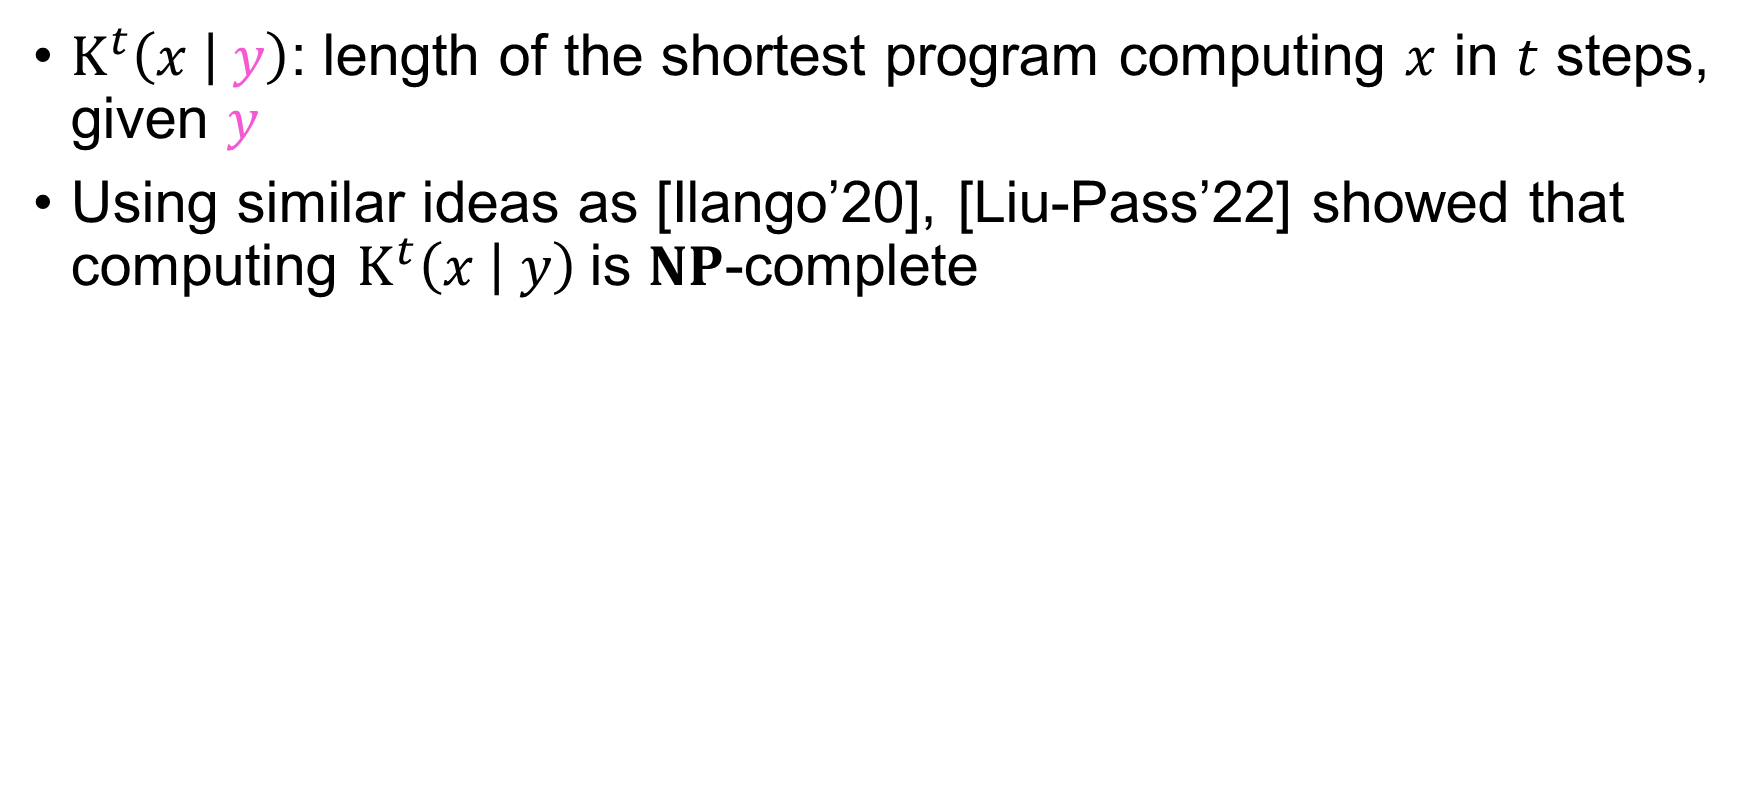 • Kᵗ(x | y): length of the shortest program computing x in t steps,
given y
• Using similar ideas as [Ilango’20], [Liu-Pass’22] showed that
computing Kᵗ(x | y) is NP-complete